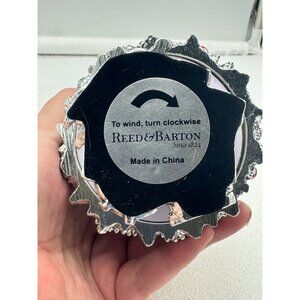 To wind, turn clockwise
REED & BARTON
SINCE 1824
Made in China